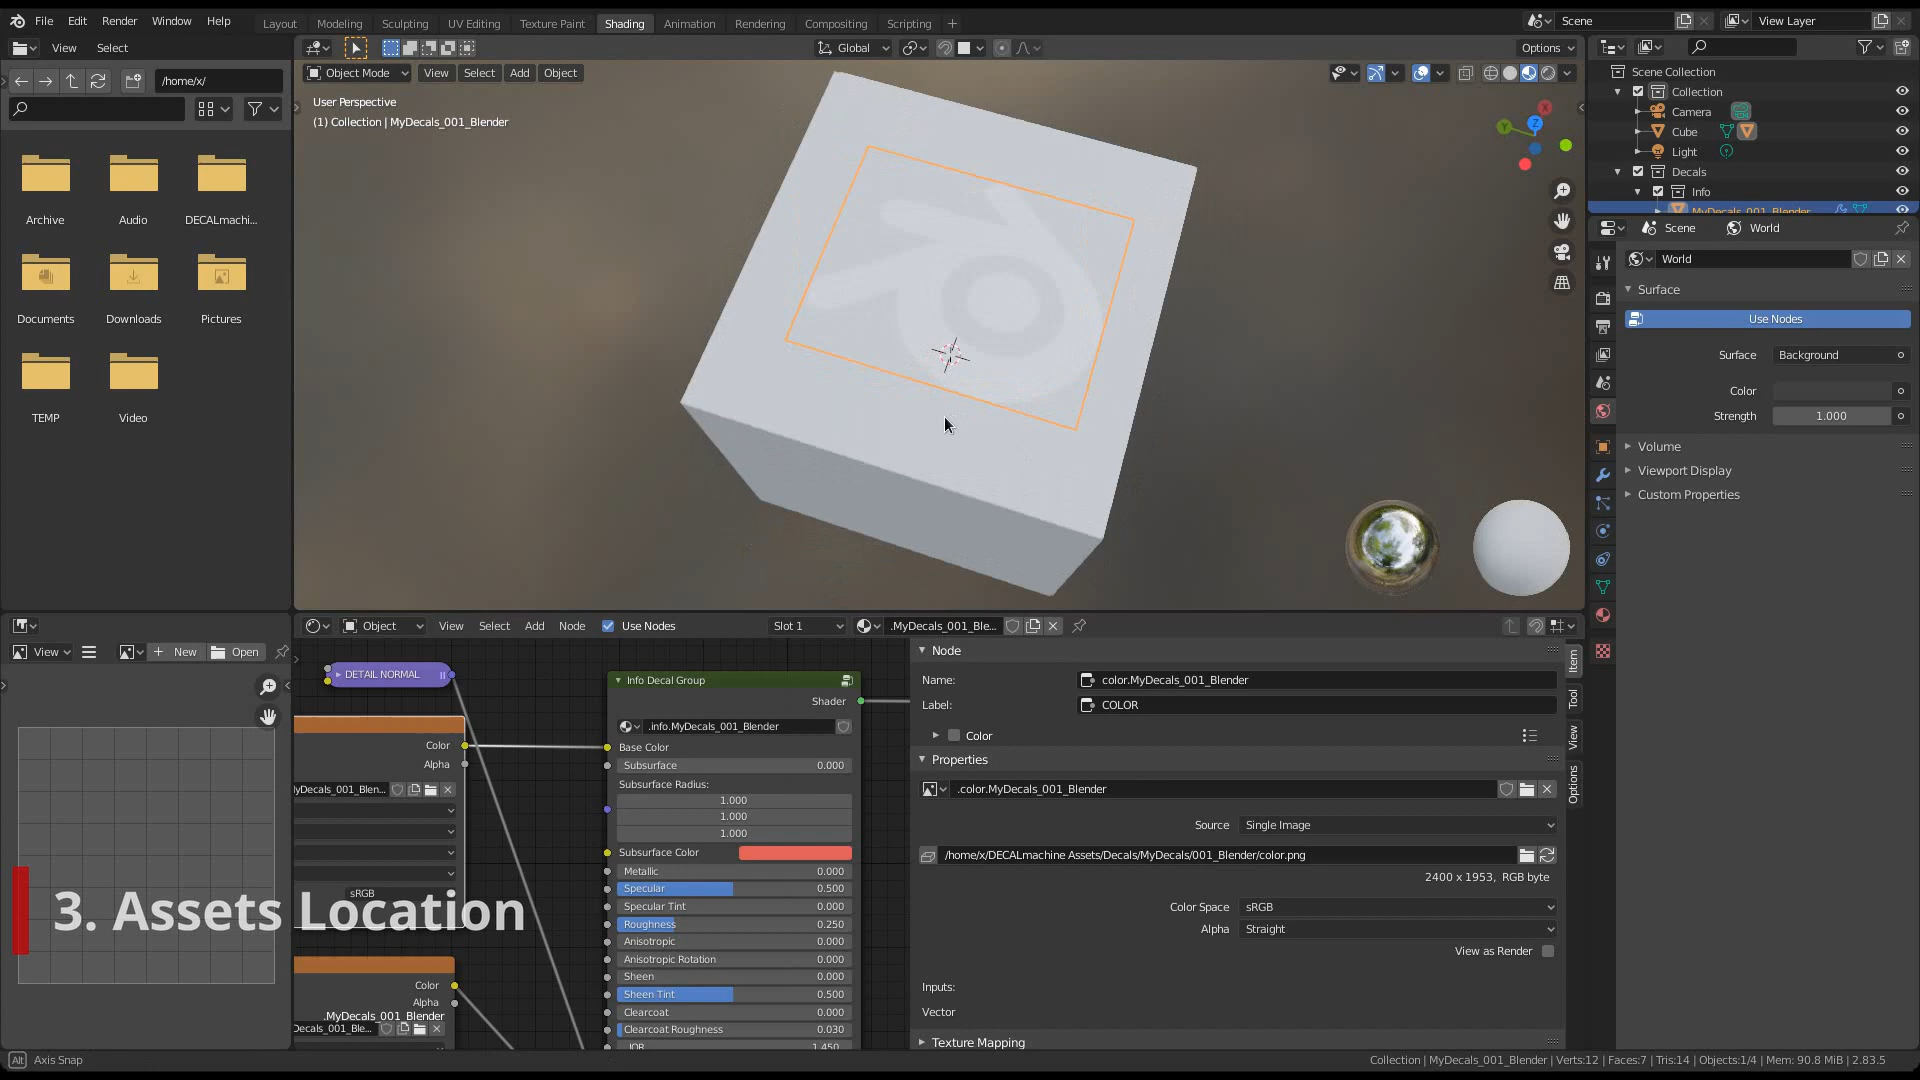 File Edit Render Window Help
Layout Modeling Sculpting UV Editing Texture Paint Shading Animation Rendering Compositing Scripting +
Scene
View Layer
View Select
Global
Options
/home/x/
Object Mode View Select Add Object
User Perspective
(1) Collection | MyDecals_001_Blender
Archive Audio DECALmachi...
Documents Downloads Pictures
TEMP Video
Scene Collection
Collection
Camera
Cube
Light
Decals
Info
MyDecals_001_Blender
Scene World
World
Surface
Use Nodes
Surface Background
Color
Strength 1.000
Volume
Viewport Display
Custom Properties
Y
Z
X
View
New Open
Object View Select Add Node Use Nodes Slot 1 .MyDecals_001_Ble...
DETAIL NORMAL
Color
Alpha
yDecals_001_Blen...
sRGB
Color
Alpha
.MyDecals_001_Blender
Decals_001_Ble...
Info Decal Group
Shader
.info.MyDecals_001_Blender
Base Color
Subsurface 0.000
Subsurface Radius:
1.000
1.000
1.000
Subsurface Color
Metallic 0.000
Specular 0.500
Specular Tint 0.000
Roughness 0.250
Anisotropic 0.000
Anisotropic Rotation 0.000
Sheen 0.000
Sheen Tint 0.500
Clearcoat 0.000
Clearcoat Roughness 0.030
IOR 1.450
Node
Name: color.MyDecals_001_Blender
Label: COLOR
Color
Properties
.color.MyDecals_001_Blender
Source Single Image
/home/x/DECALmachine Assets/Decals/MyDecals/001_Blender/color.png
2400 x 1953, RGB byte
Color Space sRGB
Alpha Straight
View as Render
Inputs:
Vector
Texture Mapping
Item
Tool
View
Options
3. Assets Location
Alt Axis Snap
Collection | MyDecals_001_Blender | Verts:12 | Faces:7 | Tris:14 | Objects:1/4 | Mem: 90.8 MiB | 2.83.5